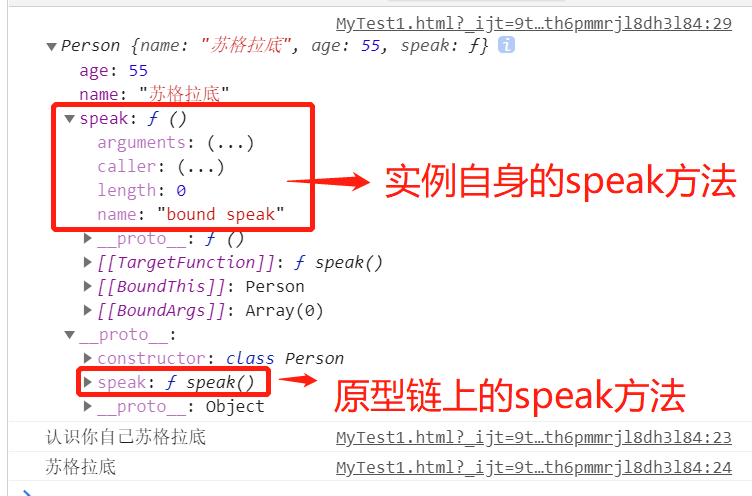 MyTest1.html?_ijt=9t…th6pmmrjl8dh3l84:29
▼Person {name: "苏格拉底", age: 55, speak: ƒ} i
age: 55
name: "苏格拉底"
▼speak: ƒ ()
arguments: (...)
caller: (...)
length: 0
name: "bound speak"
实例自身的speak方法
▶__proto__: ƒ ()
▶[[TargetFunction]]: ƒ speak()
▶[[BoundThis]]: Person
▶[[BoundArgs]]: Array(0)
▼__proto__:
▶constructor: class Person
▶speak: ƒ speak()
原型链上的speak方法
▶__proto__: Object
认识你自己苏格拉底 MyTest1.html?_ijt=9t…th6pmmrjl8dh3l84:23
苏格拉底 MyTest1.html?_ijt=9t…th6pmmrjl8dh3l84:24